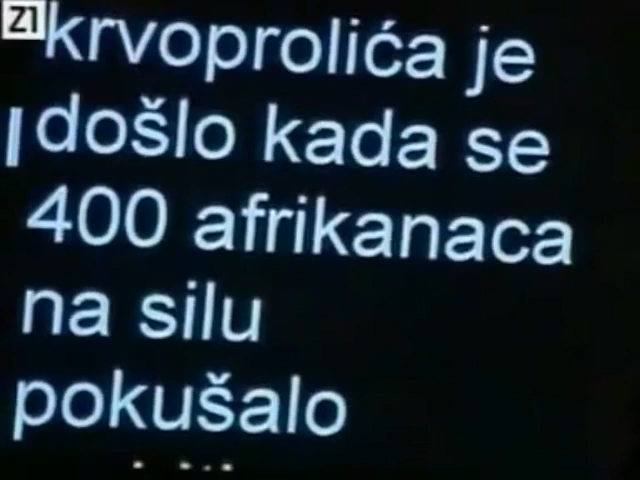 Z1
krvoprolića je
došlo kada se
400 afrikanaca
na silu
pokušalo